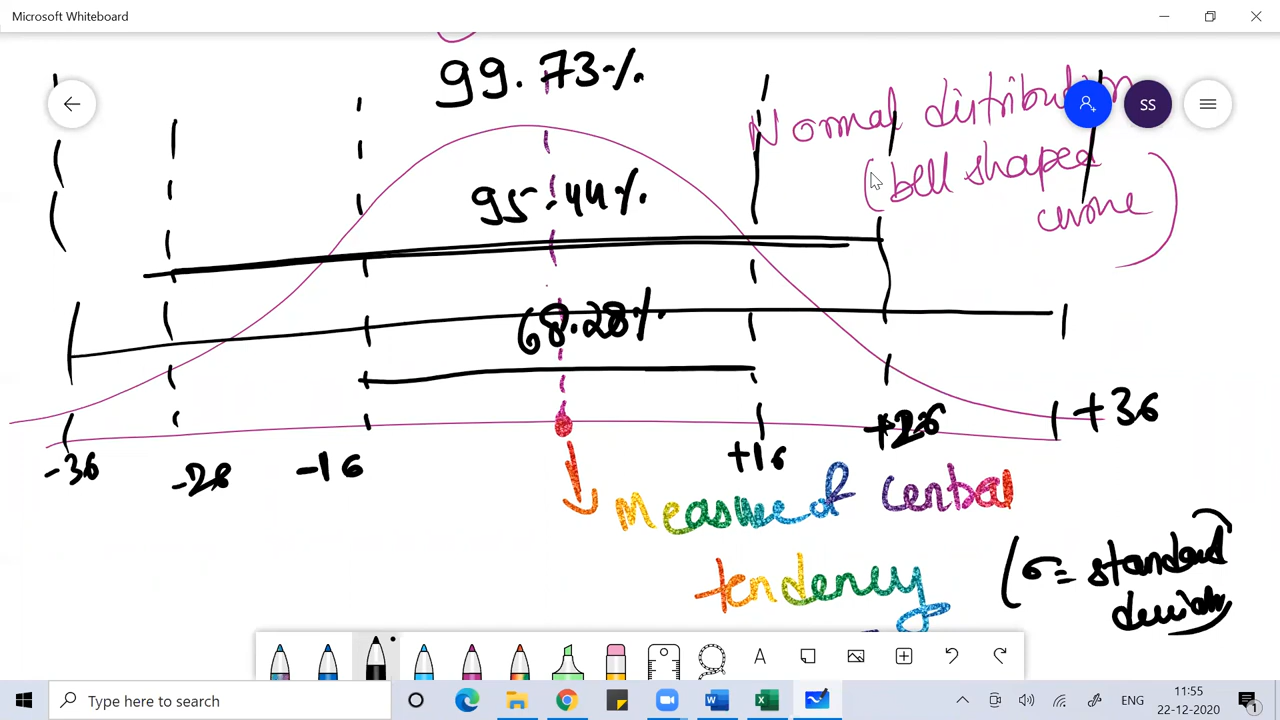 Microsoft Whiteboard
99.73%
Normal distribution
(bell shaped
curve)
SS
95.44%
68.28%
-3σ
-2σ
-1σ
+1σ
+2σ
+3σ
Measure of central
tendency
(σ = standard
deviation
A
Type here to search
ENG
11:55
22-12-2020
1